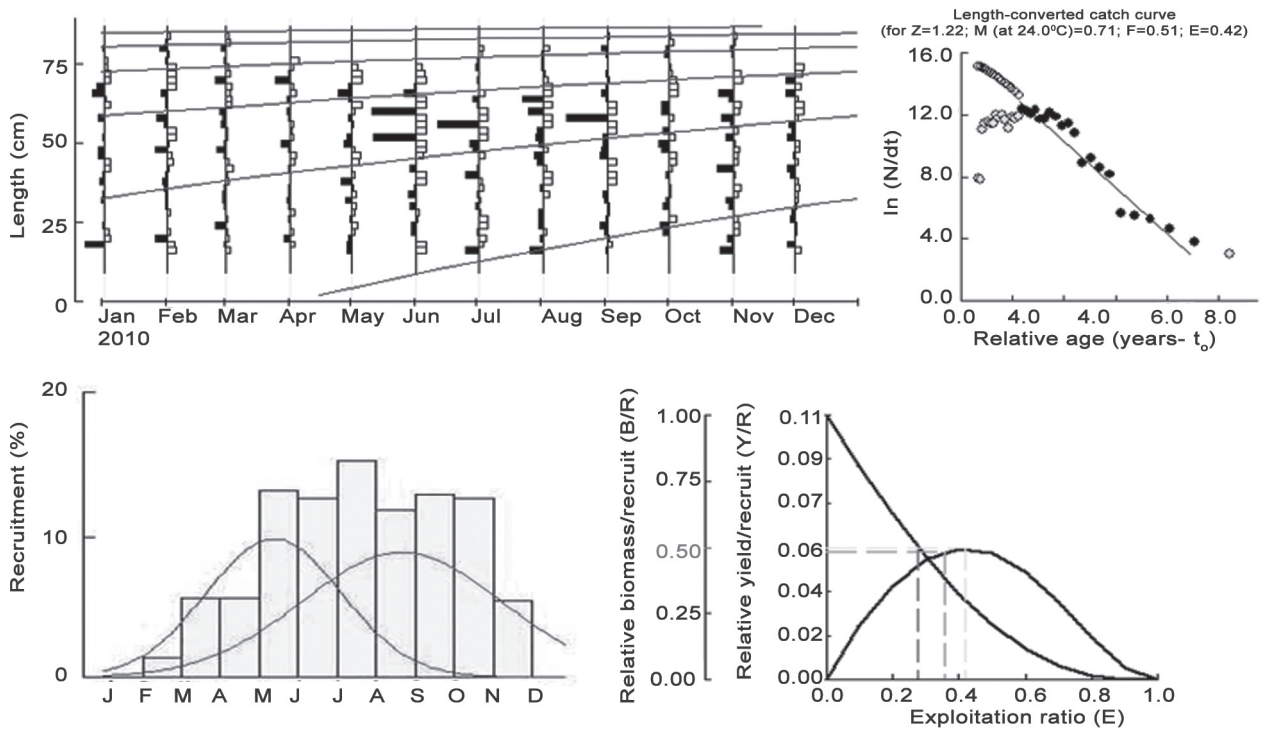 Length (cm)
75
50
25
0
Jan Feb Mar Apr May Jun Jul Aug Sep Oct Nov Dec
2010
Length-converted catch curve
(for Z=1.22; M (at 24.0ºC)=0.71; F=0.51; E=0.42)
ln (N/dt)
16.0
12.0
8.0
4.0
0.0
0.0 4.0 4.0 6.0 8.0
Relative age (years- to)
Recruitment (%)
20
10
0
J F M A M J J A S O N D
Relative biomass/recruit (B/R)
1.00
0.75
0.50
0.25
0.00
Relative yield/recruit (Y/R)
0.11
0.09
0.07
0.06
0.04
0.02
0.00
0.0 0.2 0.4 0.6 0.8 1.0
Exploitation ratio (E)